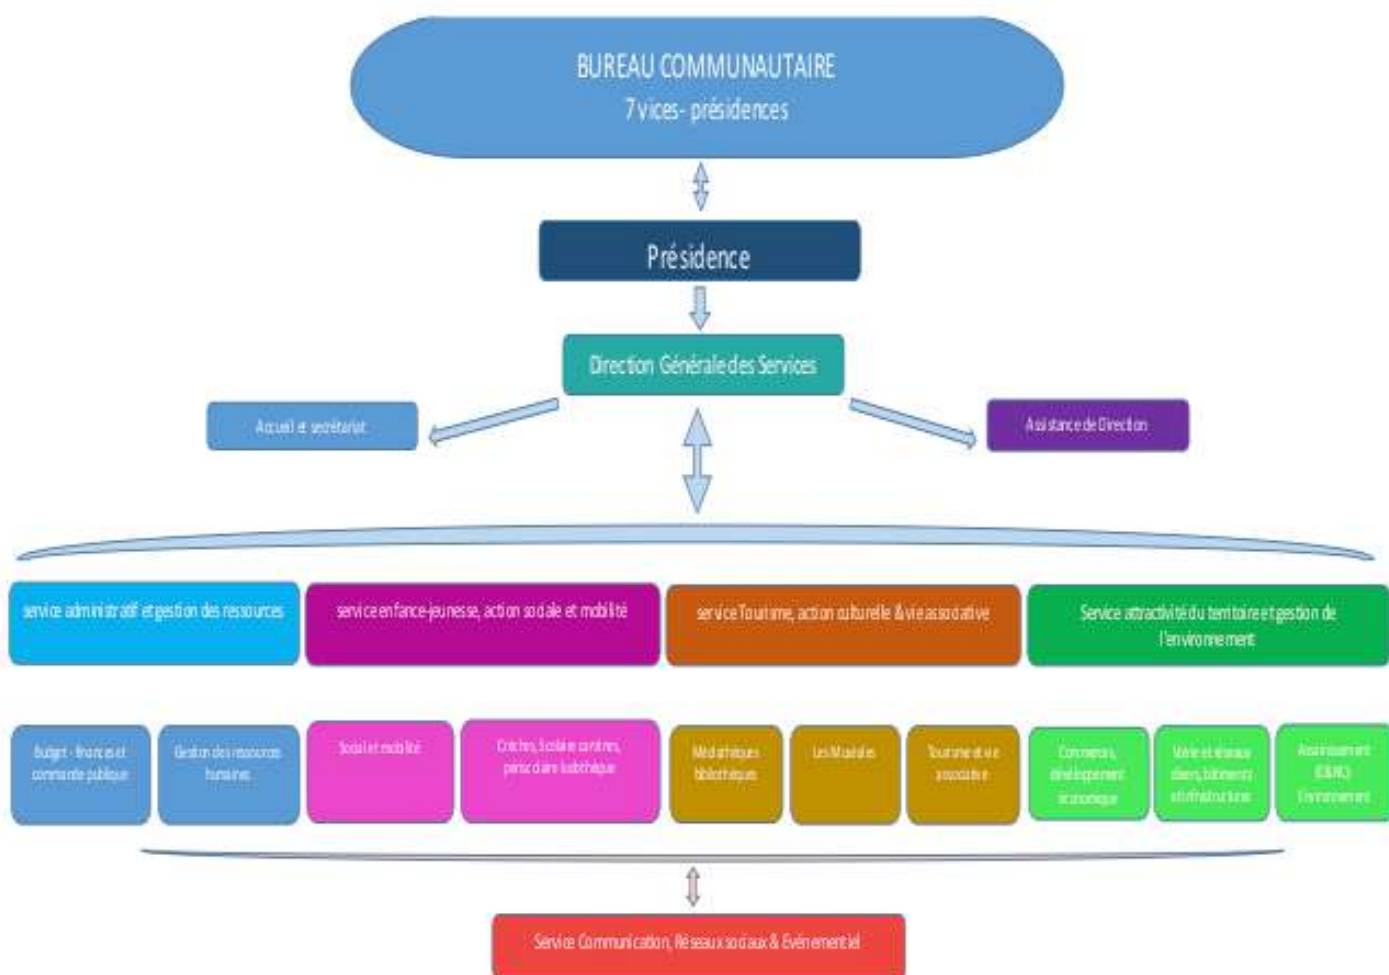 BUREAU COMMUNAUTAIRE
7 vices- présidences
Présidence
Direction Générale des Services
Accueil et secrétariat
Assistance de Direction
service administratif et gestion des ressources
service enfance-jeunesse, action sociale et mobilité
service Tourisme, action culturelle & vie associative
Service attractivité du territoire et gestion de
l'environnement
Budget - finances et
commande publique
Gestion des ressources
humaines
Social et mobilité
Crèches, Scolaire cantines,
périscolaire ludothèque
Médiathèques
bibliothèques
Les
Tourisme et vie
associative
Commerces,
développement
économique
Voirie et réseaux
divers, bâtiments
et infrastructures
Assainissement
Environnement
Service Communication, Réseaux sociaux & Evénementiel